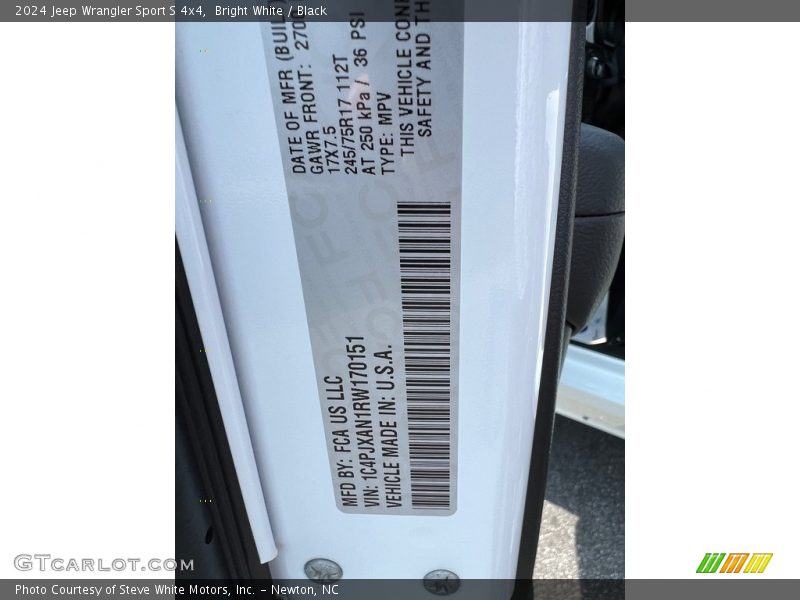 2024 Jeep Wrangler Sport S 4x4,  Bright White / Black
MFD BY: FCA US LLC
VIN: 1C4PJXAN1RW170151
VEHICLE MADE IN: U.S.A.
DATE OF MFR
GAWR FRONT:
17X7.5
245/75R17 112T
AT 250 kPa / 36 PSI
TYPE: MPV
THIS VEHICLE
SAFETY AND
GTCARLOT.COM
Photo Courtesy of Steve White Motors, Inc. – Newton, NC